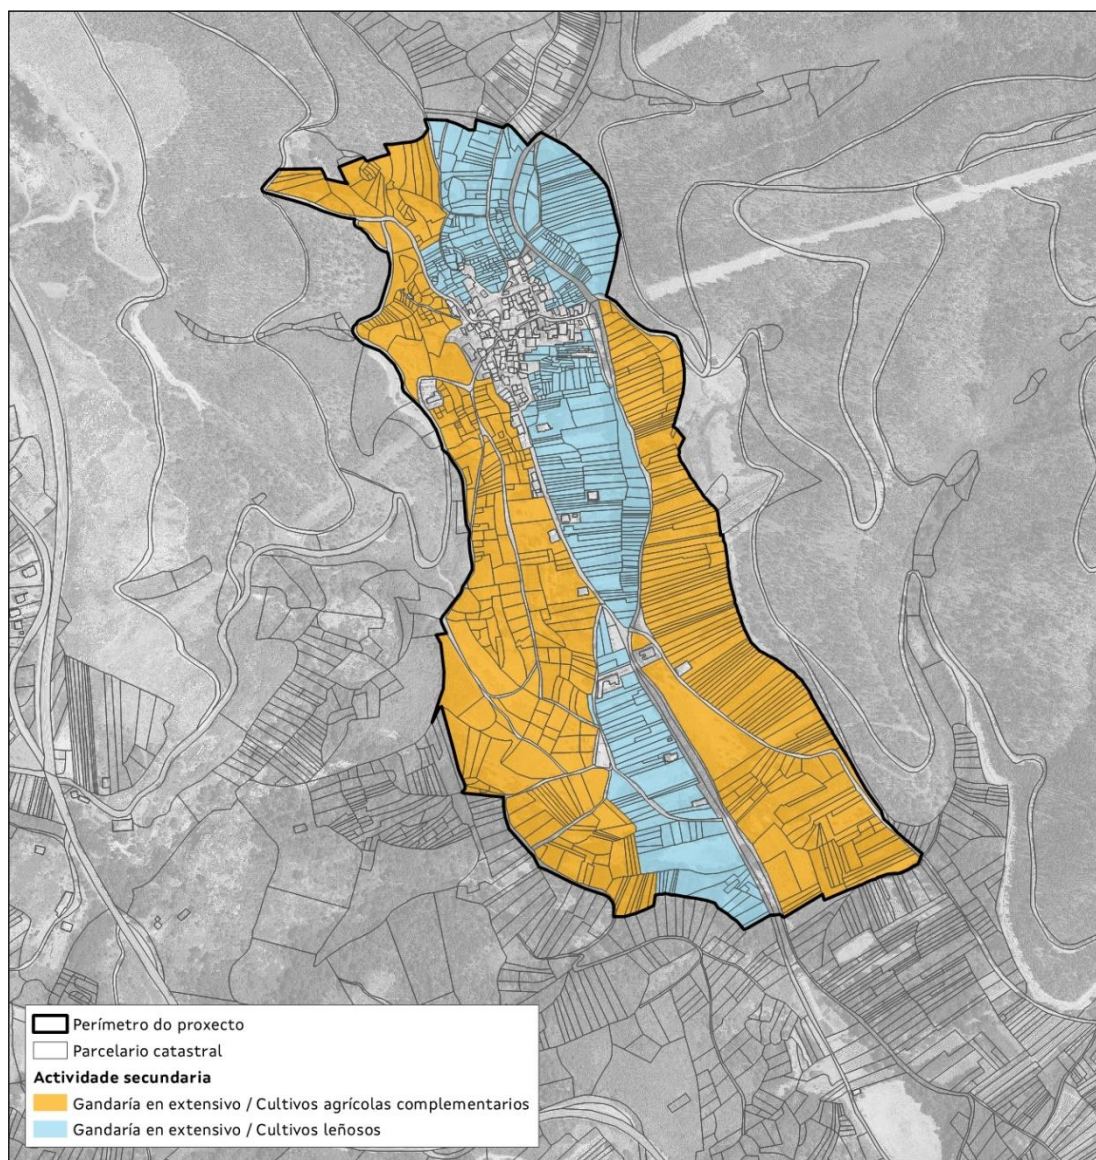 Perímetro do proxecto
Parcelario catastral
Actividade secundaria
Gandaría en extensivo / Cultivos agrícolas complementarios
Gandaría en extensivo / Cultivos leñosos